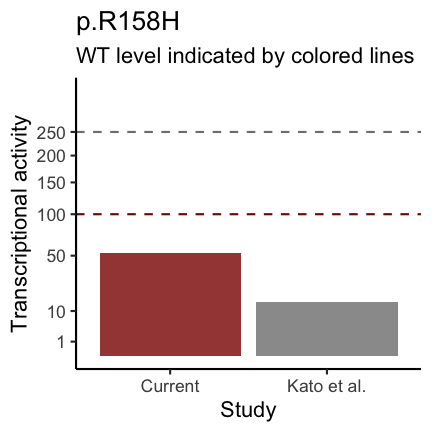 p.R158H
WT level indicated by colored lines
Transcriptional activity
250
200
150
100
50
10
1
Current
Kato et al.
Study